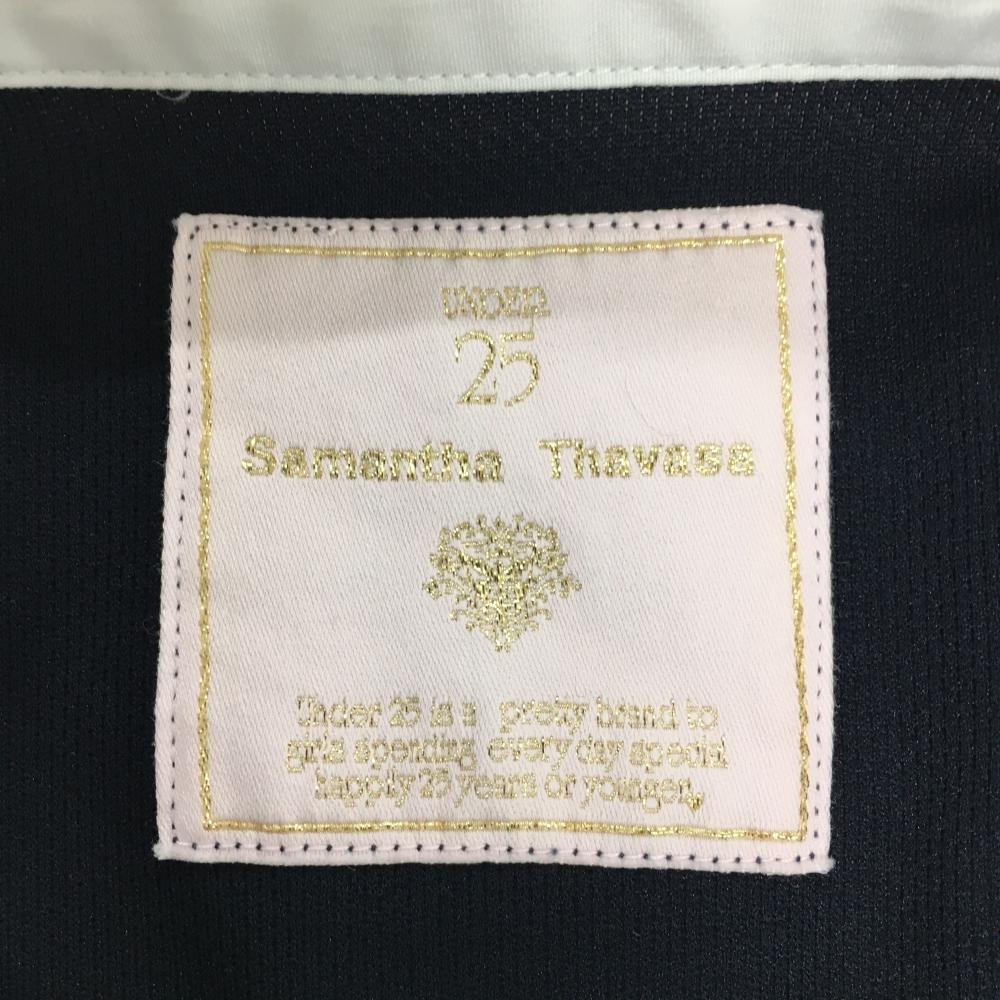 UNDER
25
Samantha Thavasa
Under 25 is a pretty brand to
girls spending every day special
happily 25 years or younger.